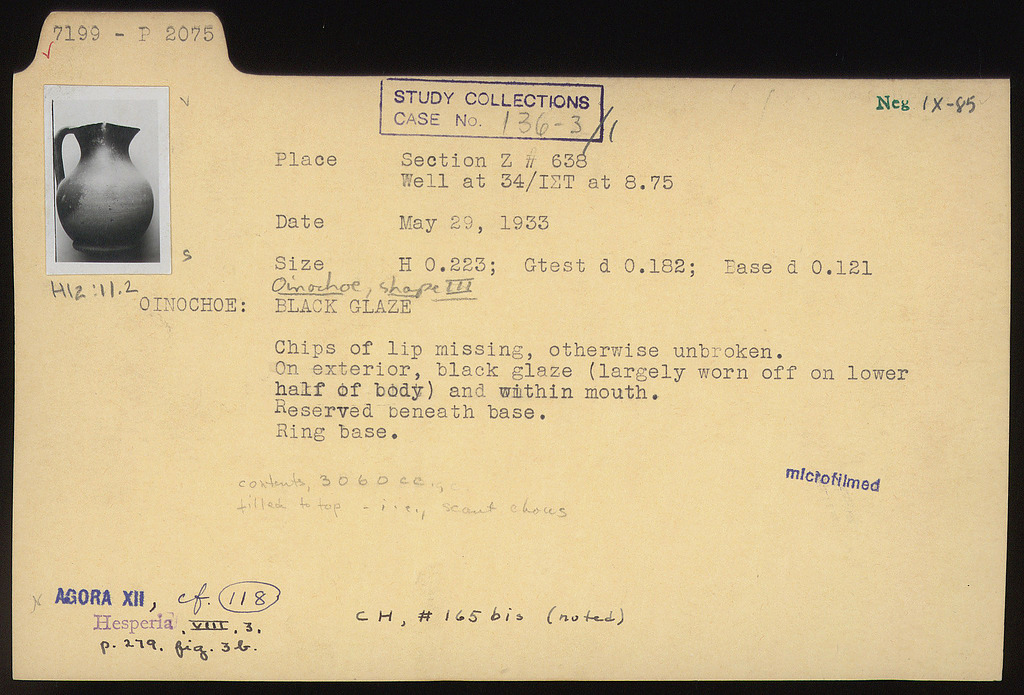 7199 - P 2075
STUDY COLLECTIONS
CASE No. 136-3/1
Neg IX-85
Place Section Z # 638
Well at 34/ΙΣΤ at 8.75
Date May 29, 1933
Size H 0.223; Gtest d 0.182; Base d 0.121
Oinochoe, shape III
H12:11.2
OINOCHOE: BLACK GLAZE
Chips of lip missing, otherwise unbroken.
On exterior, black glaze (largely worn off on lower
half of body) and within mouth.
Reserved beneath base.
Ring base.
contents, 3060 cc.
filled to top - i.e., scant chous
microfilmed
AGORA XII, cf. 118
Hesperia, VIII, 3.
p. 279. fig. 36.
CH, # 165 bis (noted)